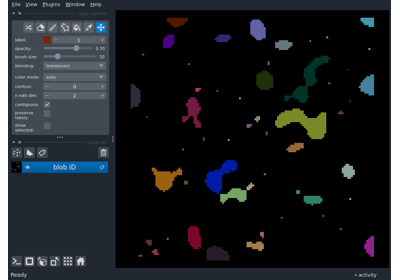 File View Plugins Window Help
label: 1
opacity: 0.70
brush size: 10
blending: translucent
color mode: auto
contour: 0
n edit dim: 2
contiguous:
preserve
labels:
show
selected:
blob ID
Ready
activity